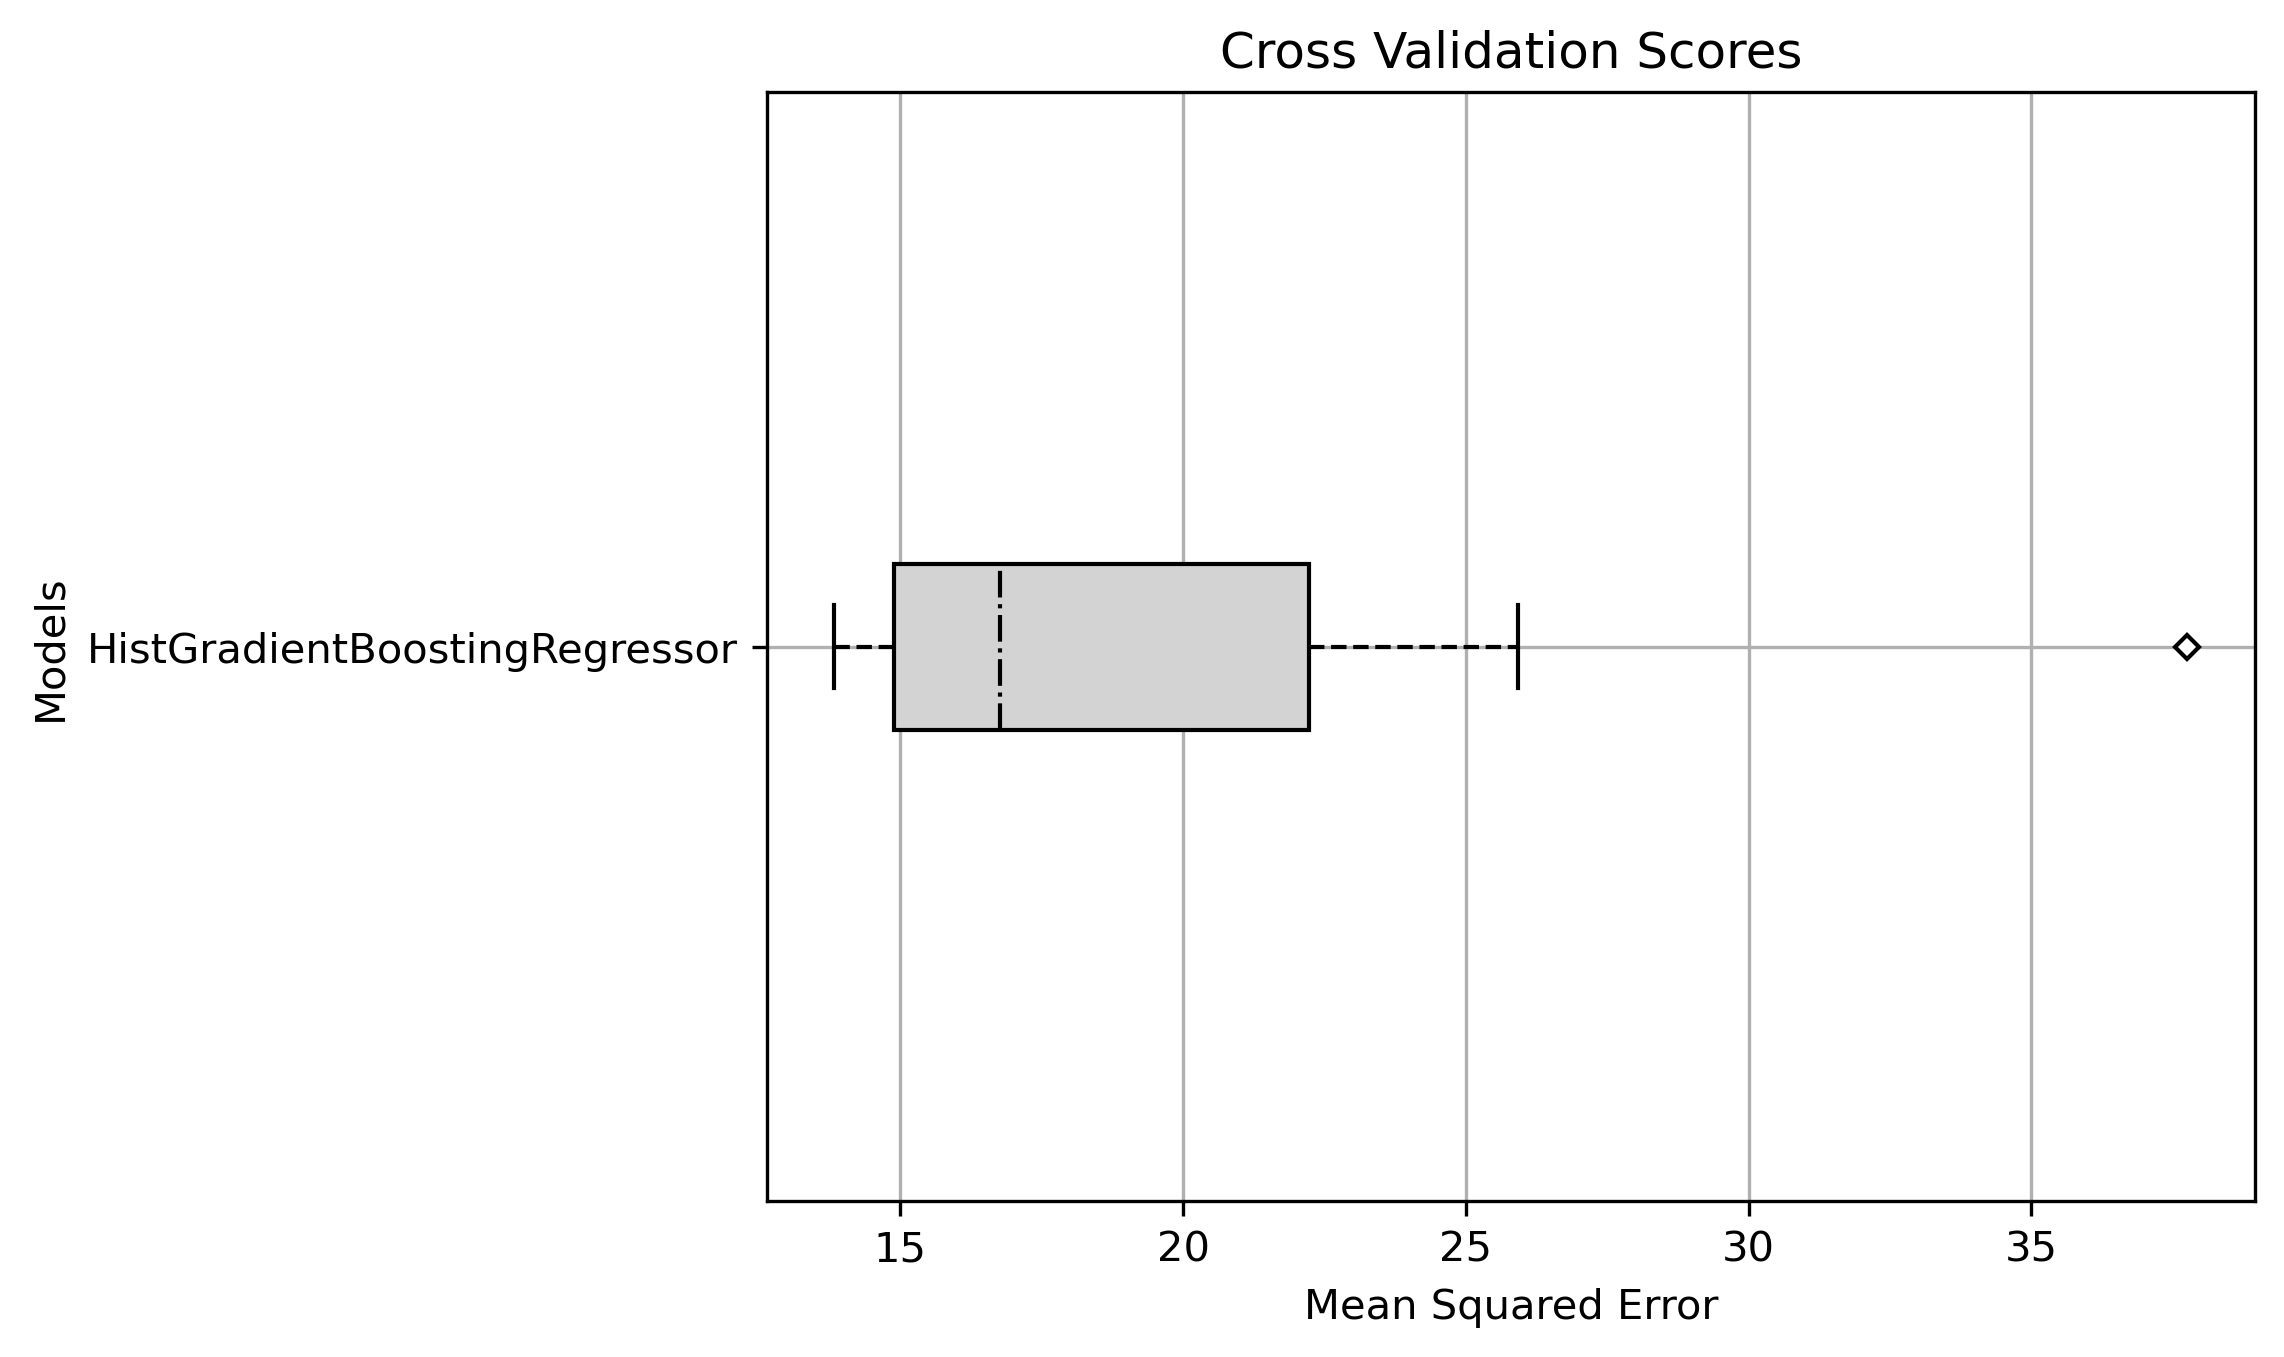 Cross Validation Scores
Models
HistGradientBoostingRegressor
15 20 25 30 35
Mean Squared Error